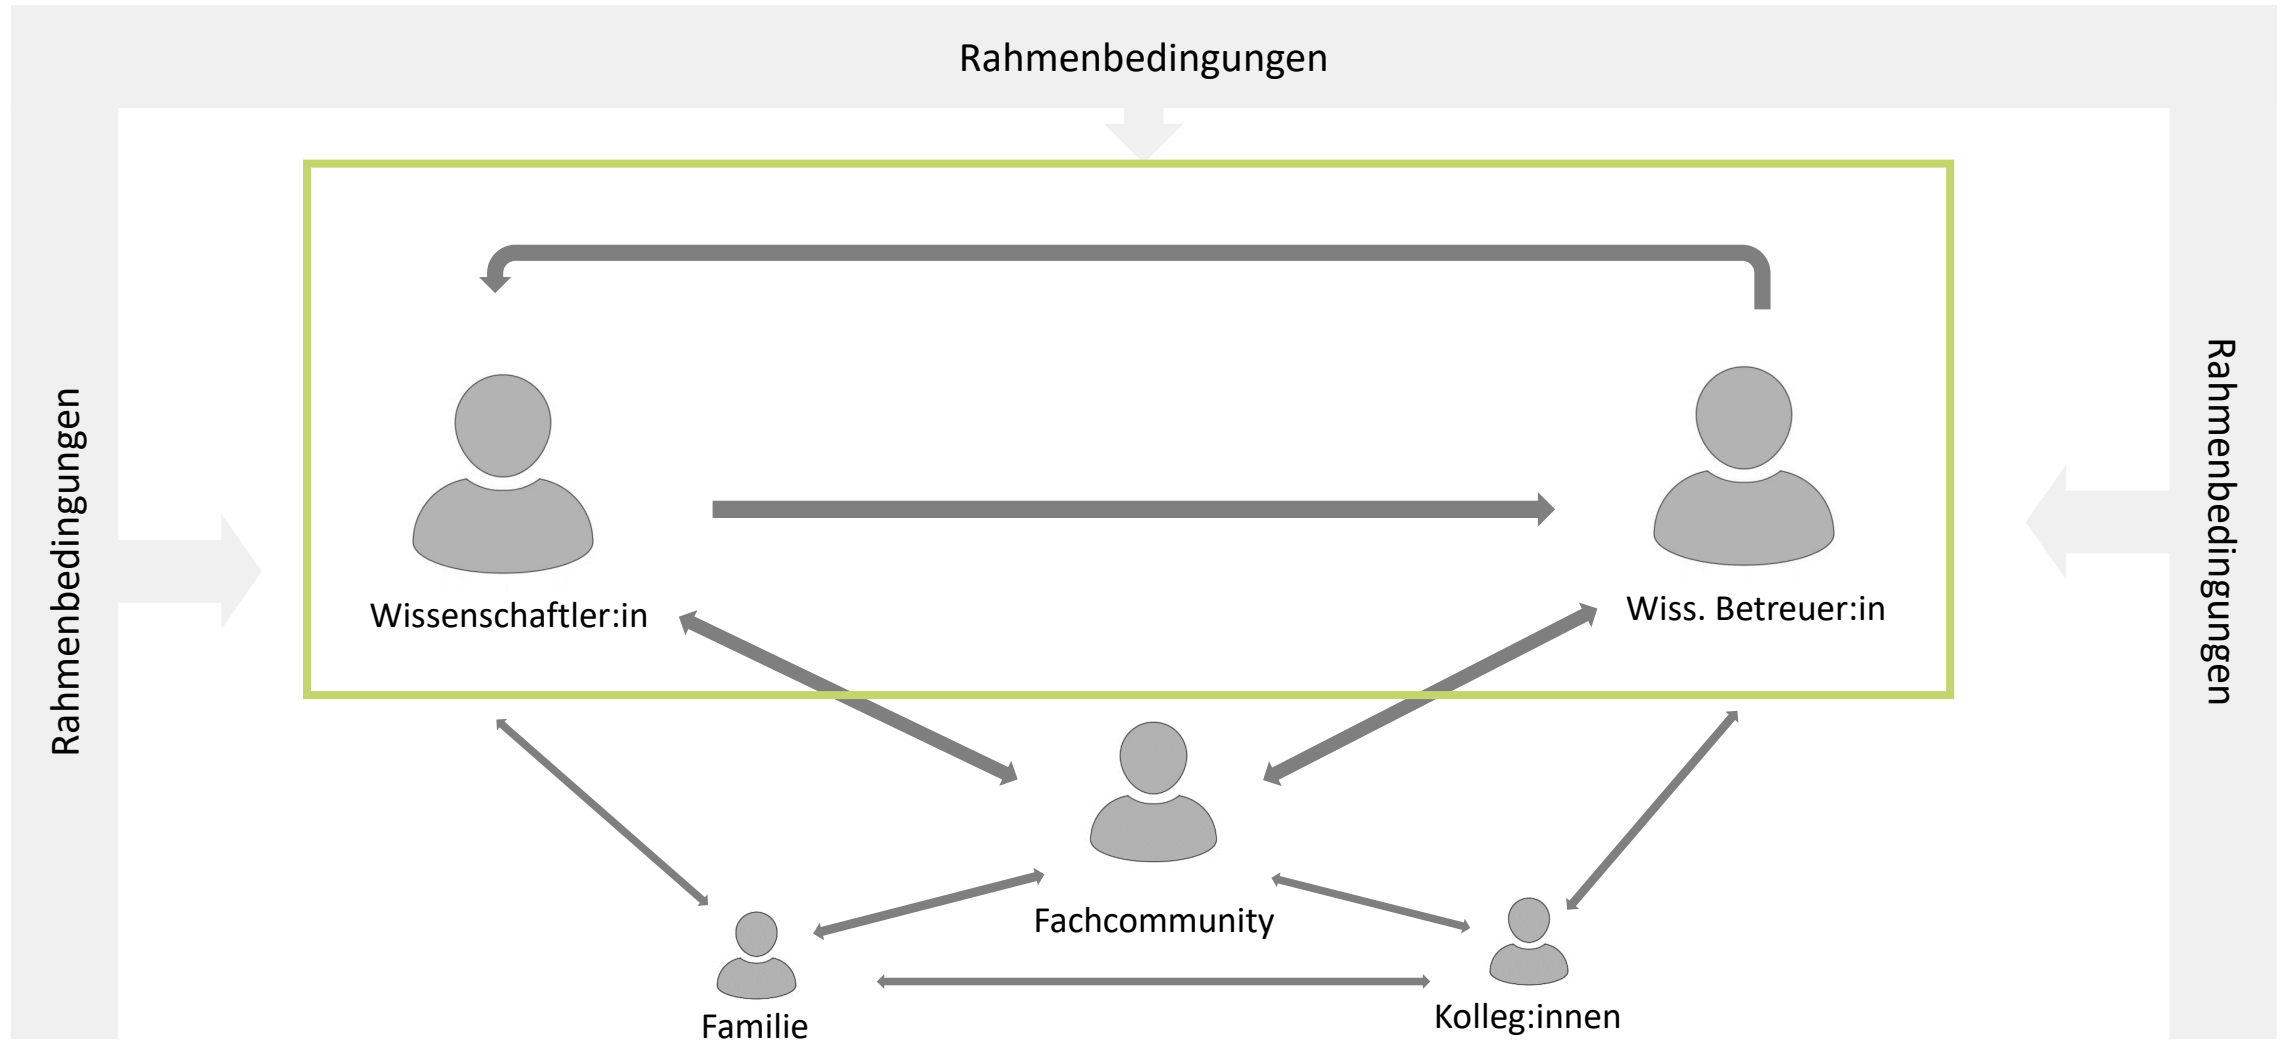 Rahmenbedingungen
Rahmenbedingungen
Rahmenbedingungen
Wissenschaftler:in
Wiss. Betreuer:in
Fachcommunity
Familie
Kolleg:innen